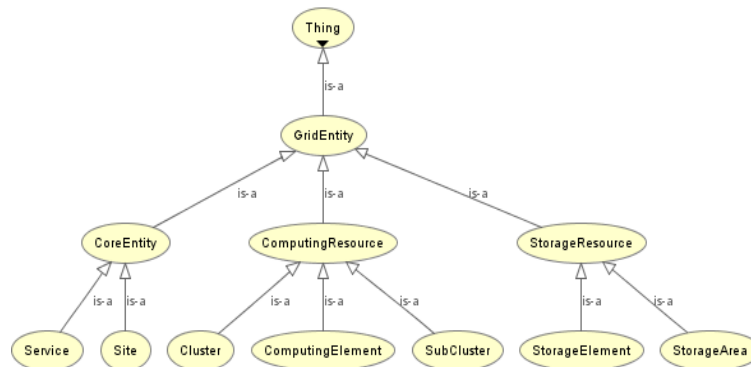 Thing
is-a
GridEntity
is-a
is-a
is-a
CoreEntity
ComputingResource
StorageResource
is-a
is-a
is-a
is-a
is-a
is-a
is-a
Service
Site
Cluster
ComputingElement
SubCluster
StorageElement
StorageArea